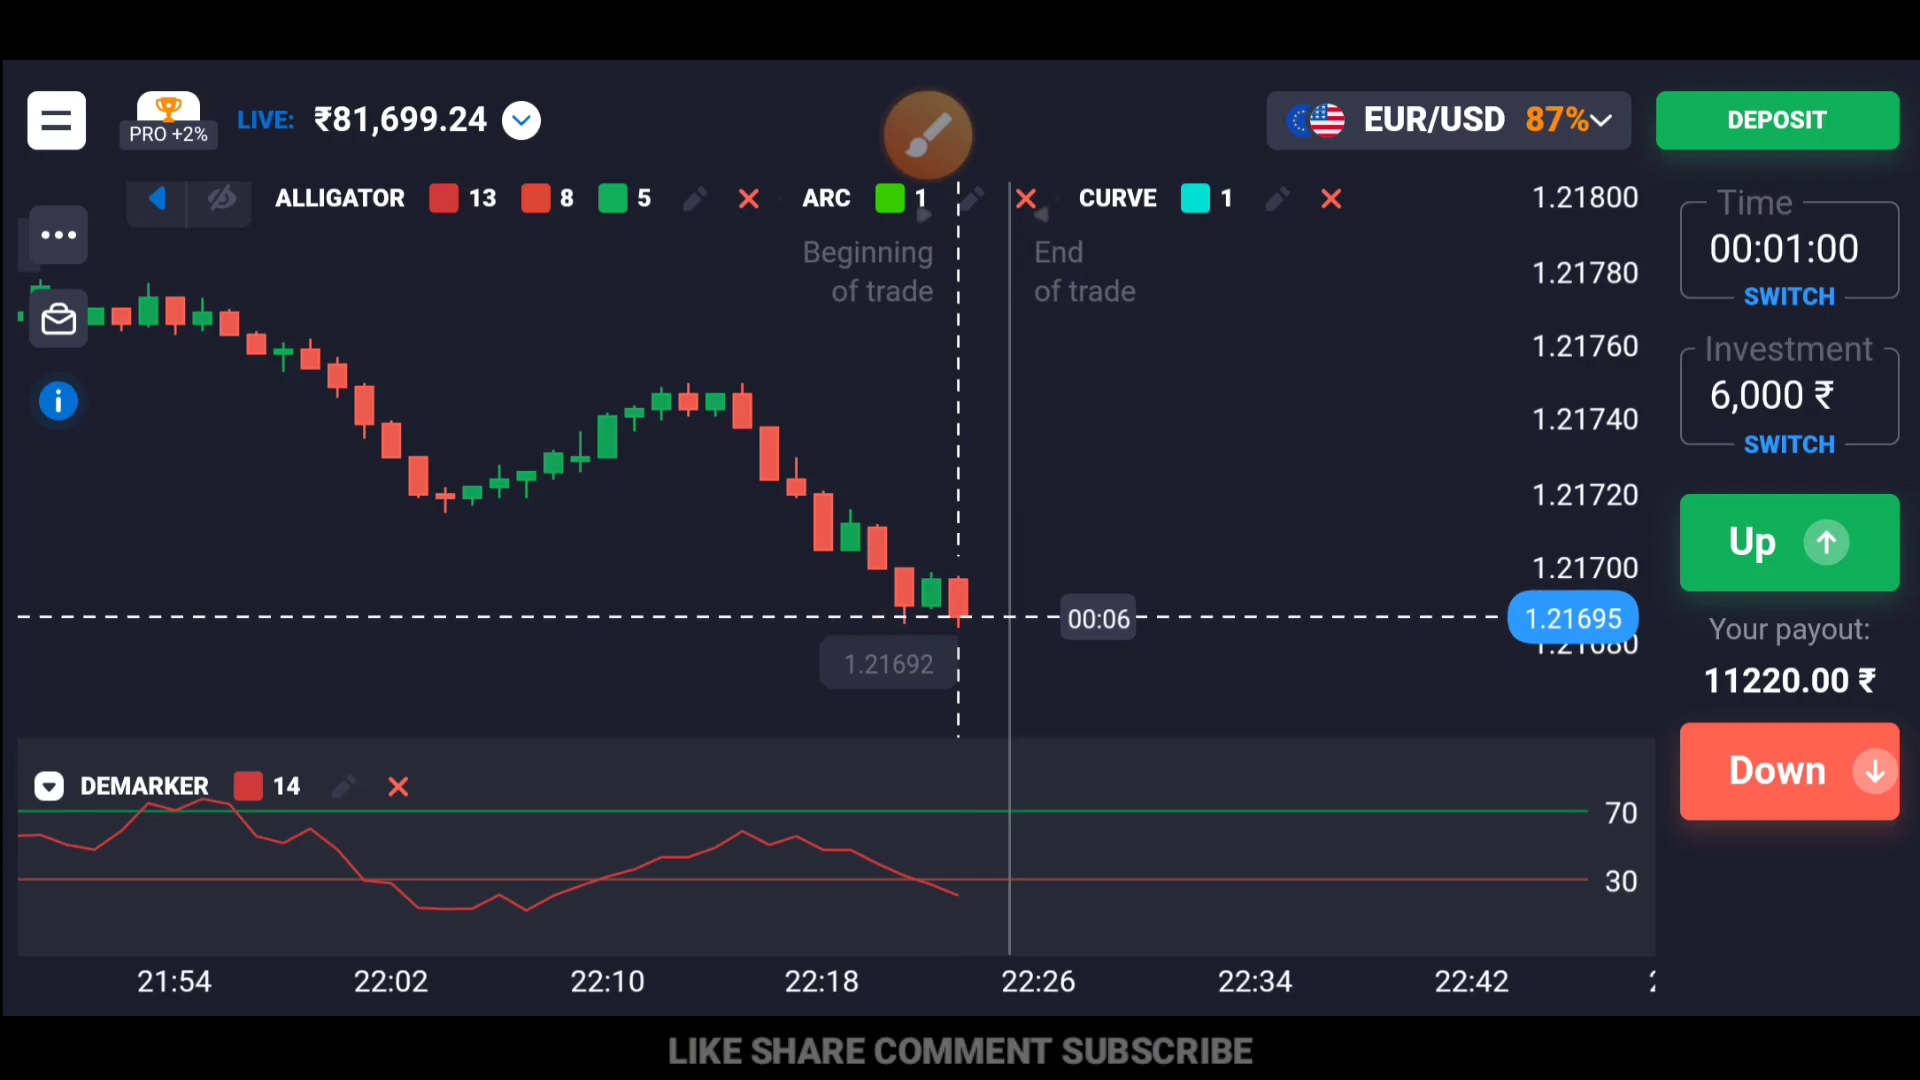 PRO +2%
LIVE: ₹81,699.24
EUR/USD 87%
DEPOSIT
ALLIGATOR 13 8 5
ARC 1
CURVE 1
Beginning
of trade
End
of trade
1.21800
1.21780
1.21760
1.21740
1.21720
1.21700
1.21695
1.21680
00:06
1.21692
Time
00:01:00
SWITCH
Investment
6,000 ₹
SWITCH
Up
Your payout:
11220.00 ₹
Down
DEMARKER 14
70
30
21:54 22:02 22:10 22:18 22:26 22:34 22:42
LIKE SHARE COMMENT SUBSCRIBE